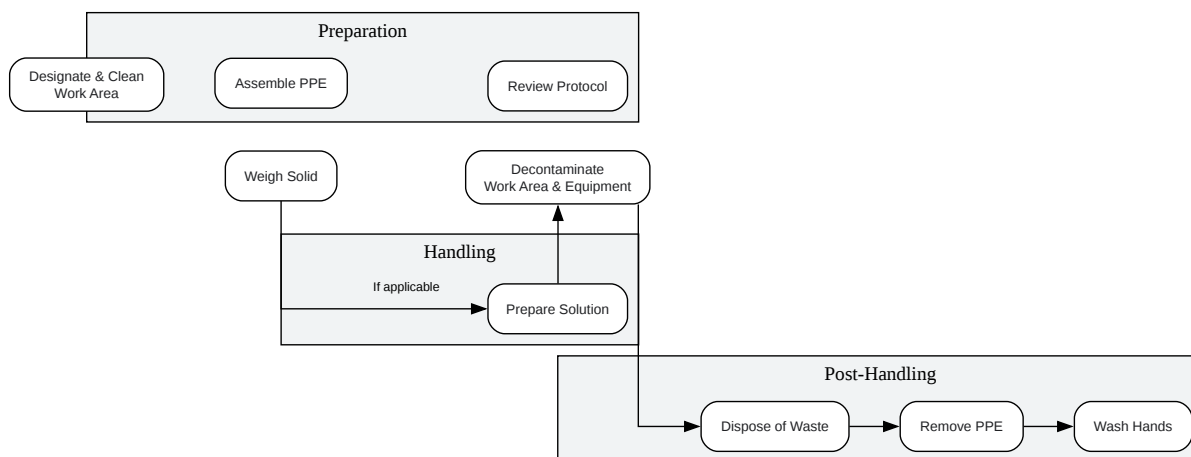 Preparation
Designate & Clean
Work Area
Assemble PPE
Review Protocol
Weigh Solid
Decontaminate
Work Area & Equipment
Handling
If applicable
Prepare Solution
Post-Handling
Dispose of Waste
Remove PPE
Wash Hands